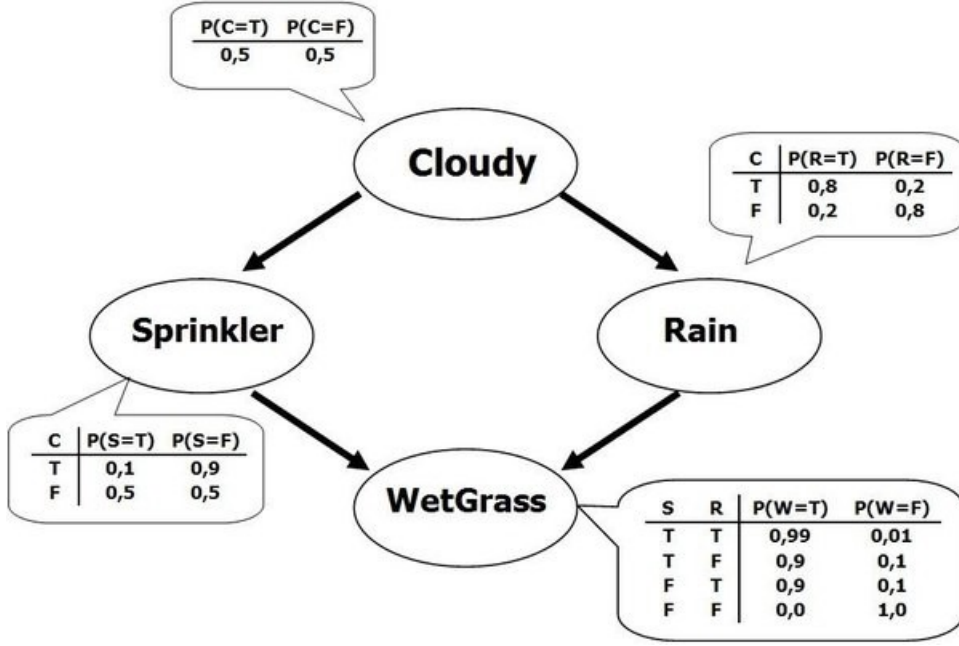 P(C=T) P(C=F)
0,5 0,5
Cloudy
C P(R=T) P(R=F)
T 0,8 0,2
F 0,2 0,8
Sprinkler
Rain
C P(S=T) P(S=F)
T 0,1 0,9
F 0,5 0,5
WetGrass
S R P(W=T) P(W=F)
T T 0,99 0,01
T F 0,9 0,1
F T 0,9 0,1
F F 0,0 1,0